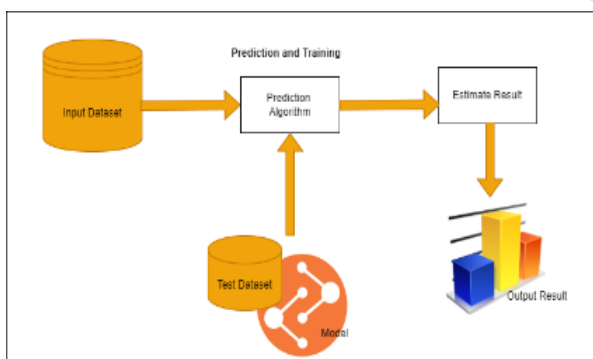 Prediction and Training
Input Dataset
Prediction
Algorithm
Estimate Result
Test Dataset
Model
Output Result